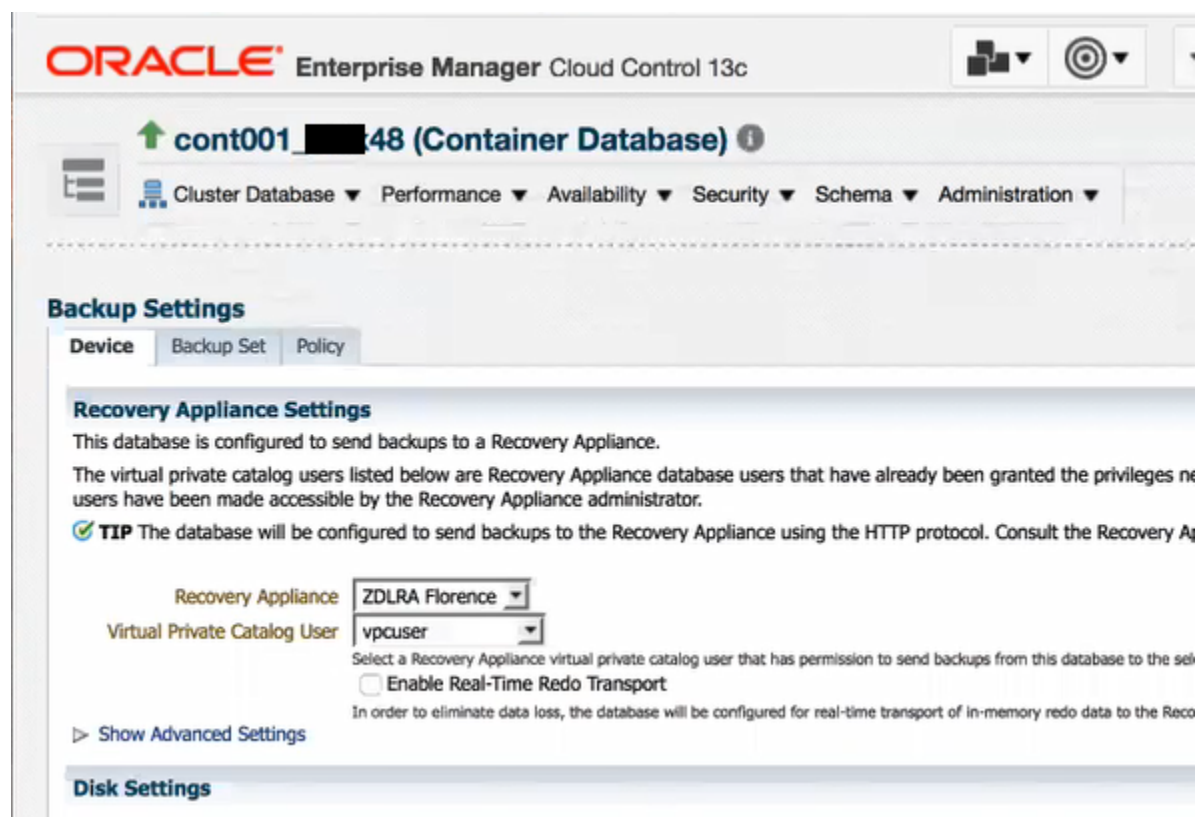 ORACLE Enterprise Manager Cloud Control 13c
cont001_ 48 (Container Database)
Cluster Database Performance Availability Security Schema Administration
Backup Settings
Device Backup Set Policy
Recovery Appliance Settings
This database is configured to send backups to a Recovery Appliance.
The virtual private catalog users listed below are Recovery Appliance database users that have already been granted the privileges
users have been made accessible by the Recovery Appliance administrator.
TIP The database will be configured to send backups to the Recovery Appliance using the HTTP protocol. Consult the Recovery
Recovery Appliance ZDLRA Florence
Virtual Private Catalog User vpcuser
Select a Recovery Appliance virtual private catalog user that has permission to send backups from this database to the
Enable Real-Time Redo Transport
In order to eliminate data loss, the database will be configured for real-time transport of in-memory redo data to the
Show Advanced Settings
Disk Settings